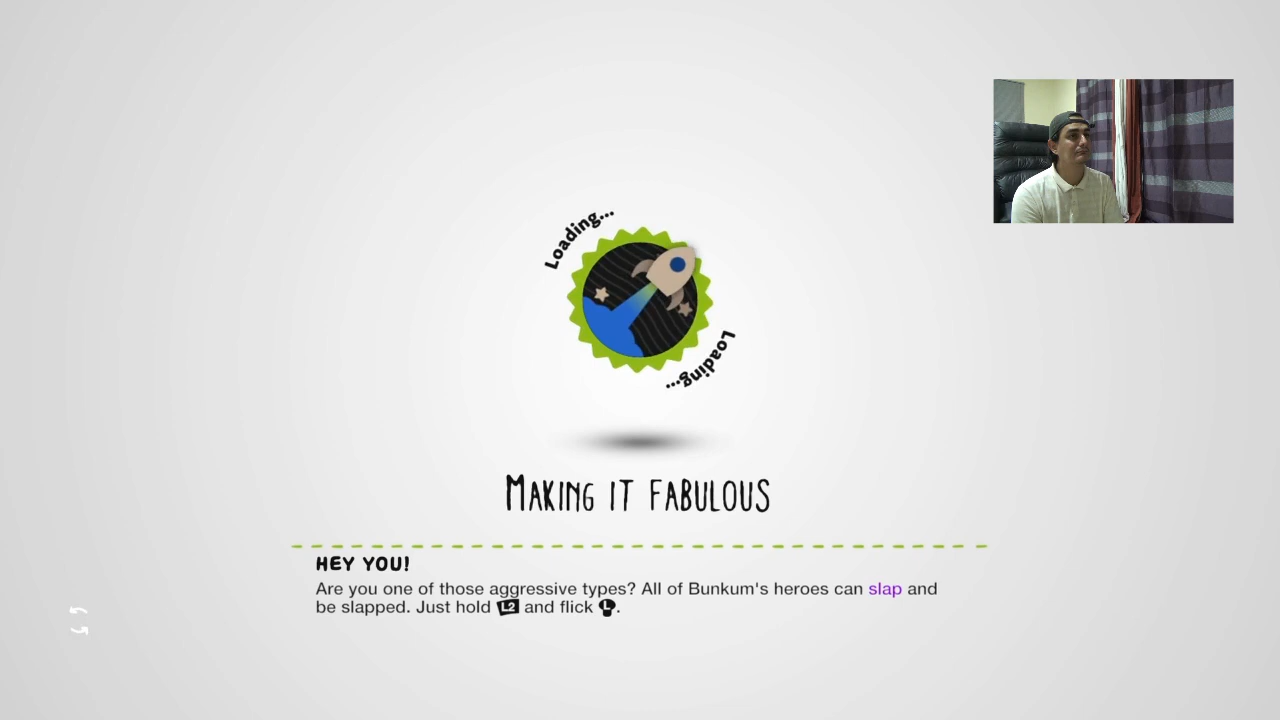 Loading...
Loading...
MAKING IT FABULOUS
HEY YOU!
Are you one of those aggressive types? All of Bunkum's heroes can slap and
be slapped. Just hold L2 and flick L.